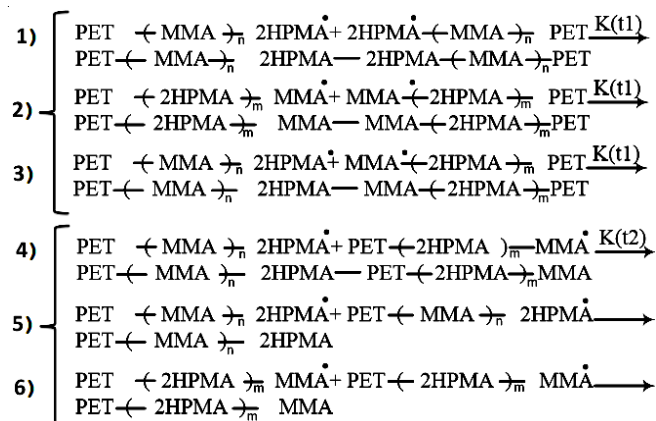 1) PET -(MMA)-n 2HPMA• + 2HPMA•-(MMA)-n PET K(t1)⟶
PET-(MMA)-n 2HPMA—2HPMA-(MMA)-n PET
2) PET -(2HPMA)-m MMA• + MMA•-(2HPMA)-m PET K(t1)⟶
PET-(2HPMA)-m MMA—MMA-(2HPMA)-m PET
3) PET -(MMA)-n 2HPMA• + MMA•-(2HPMA)-m PET K(t1)⟶
PET-(MMA)-n 2HPMA—MMA-(2HPMA)-m PET
4) PET -(MMA)-n 2HPMA• + PET-(2HPMA)m—MMA• K(t2)⟶
PET-(MMA)-n 2HPMA—PET-(2HPMA)-m MMA
5) PET -(MMA)-n 2HPMA• + PET-(MMA)-n 2HPMA• ⟶
PET-(MMA)-n 2HPMA
6) PET -(2HPMA)-m MMA• + PET-(2HPMA)-m MMA• ⟶
PET-(2HPMA)-m MMA